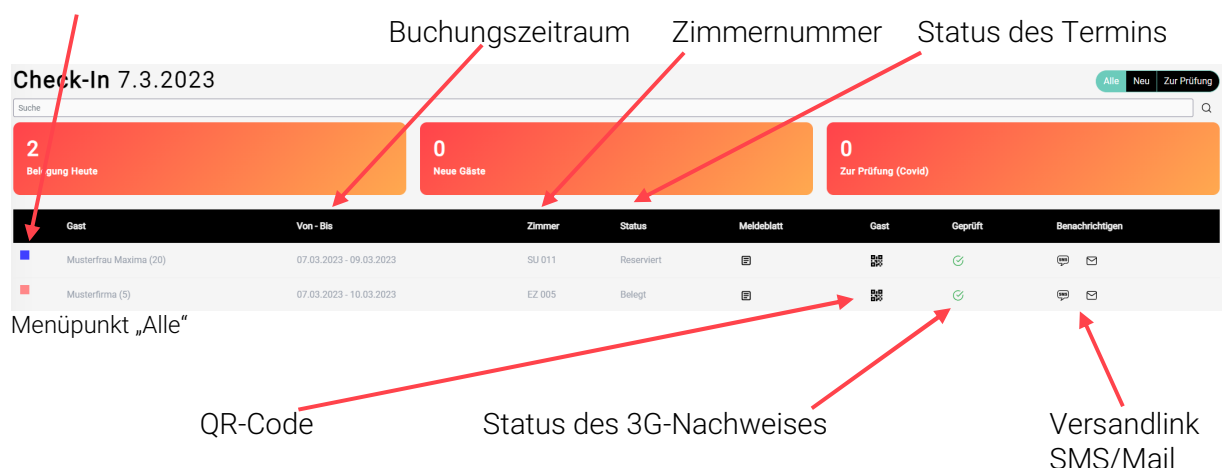 Buchungszeitraum Zimmernummer Status des Termins
Check-In 7.3.2023
Alle Neu Zur Prüfung
Suche
2 0 0
Belegung Heute Neue Gäste Zur Prüfung (Covid)
Gast Von - Bis Zimmer Status Meldeblatt Gast Geprüft Benachrichtigen
Musterfrau Maxima (20) 07.03.2023 - 09.03.2023 SU 011 Reserviert SMS
Musterfirma (5) 07.03.2023 - 10.03.2023 EZ 005 Belegt SMS
Menüpunkt „Alle“
QR-Code Status des 3G-Nachweises Versandlink
SMS/Mail